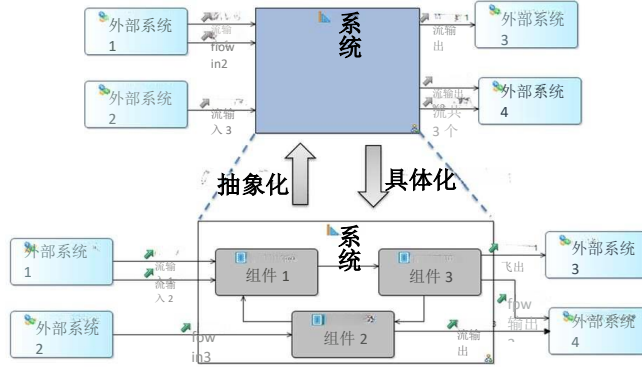 外部系统
1
flow
in2
系
统
流输
出
外部系统
3
外部系统
2
流输
入 3
流输出
流共
3 个
外部系统
4
抽象化
具体化
系
统
外部系统
1
流输
流输
入 2
组件 1
组件 3
飞出
外部系统
3
外部系统
2
flow
in3
组件 2
流输
出
fpw
输出
外部系统
4